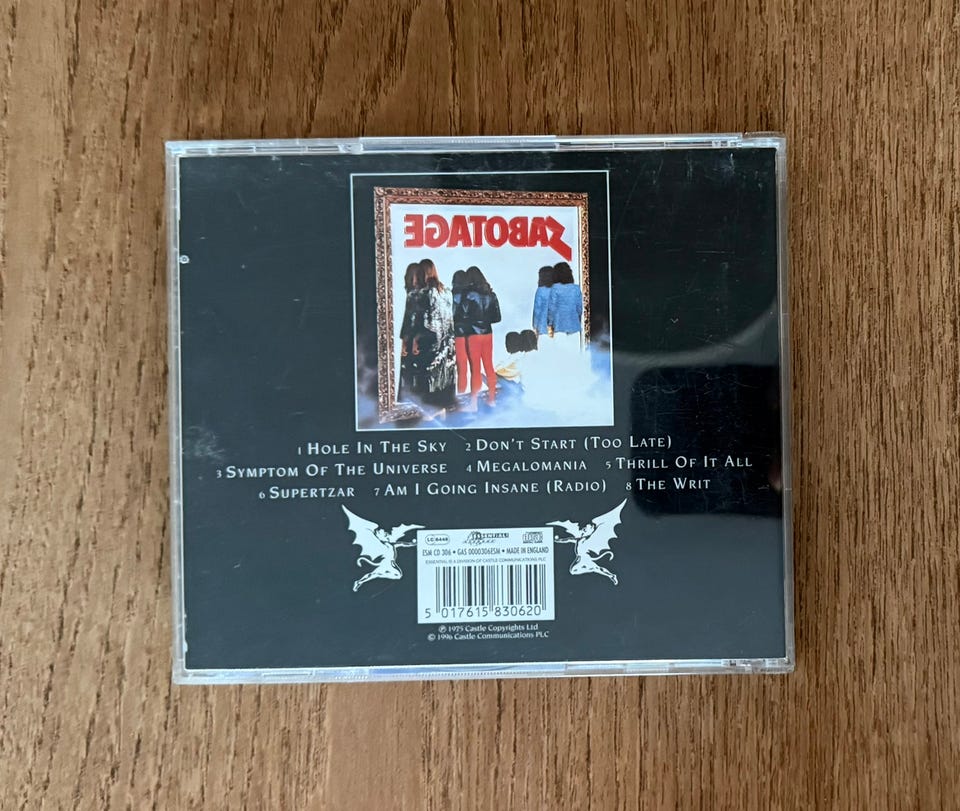 SABOTAGE
1 HOLE IN THE SKY 2 DON'T START (TOO LATE)
3 SYMPTOM OF THE UNIVERSE 4 MEGALOMANIA 5 THRILL OF IT ALL
6 SUPERTZAR 7 AM I GOING INSANE (RADIO) 8 THE WRIT
LC 6448 ESSENTIAL!
ESM CD 306 • GAS 0000306ESM • MADE IN ENGLAND
ESSENTIAL IS A DIVISION OF CASTLE COMMUNICATIONS PLC
5 017615 830620
℗ 1975 Castle Copyrights Ltd
© 1996 Castle Communications PLC